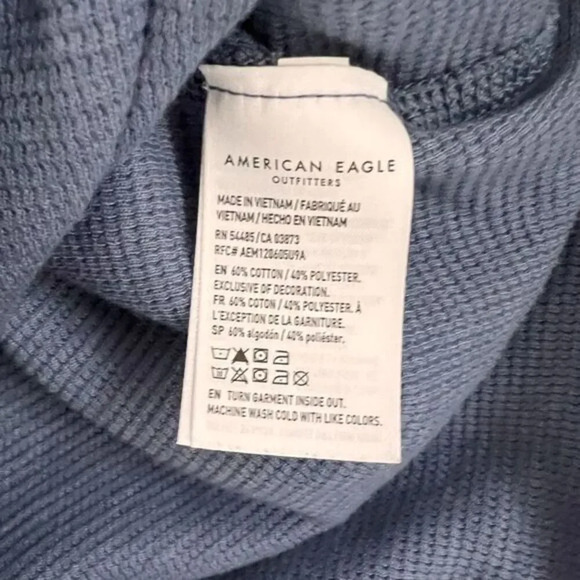 AMERICAN EAGLE
OUTFITTERS
MADE IN VIETNAM / FABRIQUÉ AU
VIETNAM / HECHO EN VIETNAM
RN 54485 / CA 03873
RFC# AEM120605U9A
EN 60% COTTON / 40% POLYESTER,
EXCLUSIVE OF DECORATION.
FR 60% COTON / 40% POLYESTER, À
L'EXCEPTION DE LA GARNITURE.
SP 60% algodón / 40% poliéster.
EN TURN GARMENT INSIDE OUT.
MACHINE WASH COLD WITH LIKE COLORS.